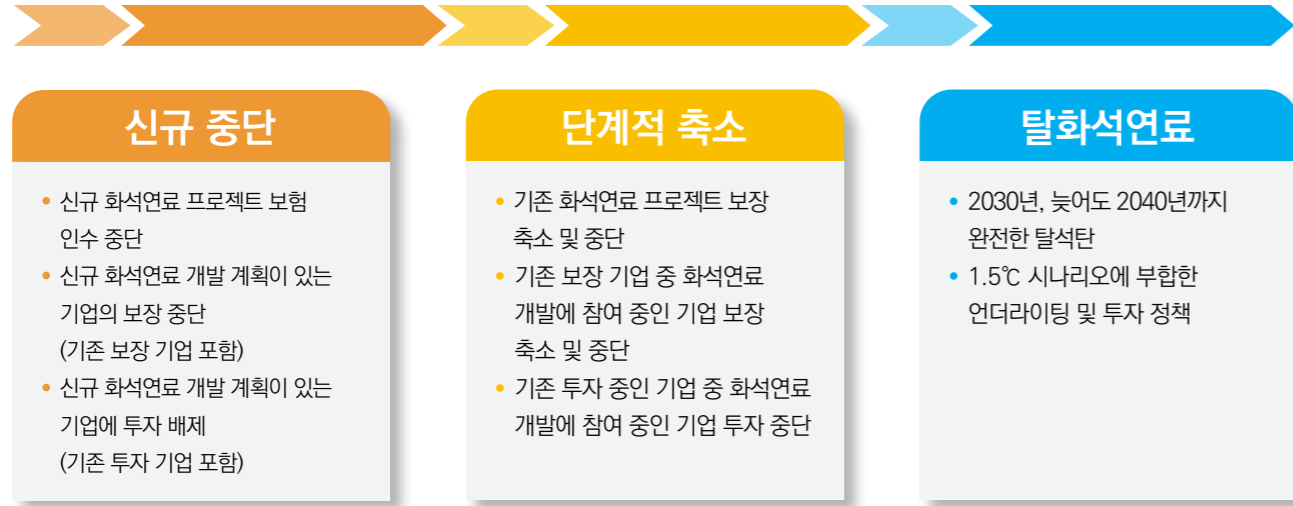 신규 중단
• 신규 화석연료 프로젝트 보험
인수 중단
• 신규 화석연료 개발 계획이 있는
기업의 보장 중단
(기존 보장 기업 포함)
• 신규 화석연료 개발 계획이 있는
기업에 투자 배제
(기존 투자 기업 포함)
단계적 축소
• 기존 화석연료 프로젝트 보장
축소 및 중단
• 기존 보장 기업 중 화석연료
개발에 참여 중인 기업 보장
축소 및 중단
• 기존 투자 중인 기업 중 화석연료
개발에 참여 중인 기업 투자 중단
탈화석연료
• 2030년, 늦어도 2040년까지
완전한 탈석탄
• 1.5℃ 시나리오에 부합한
언더라이팅 및 투자 정책